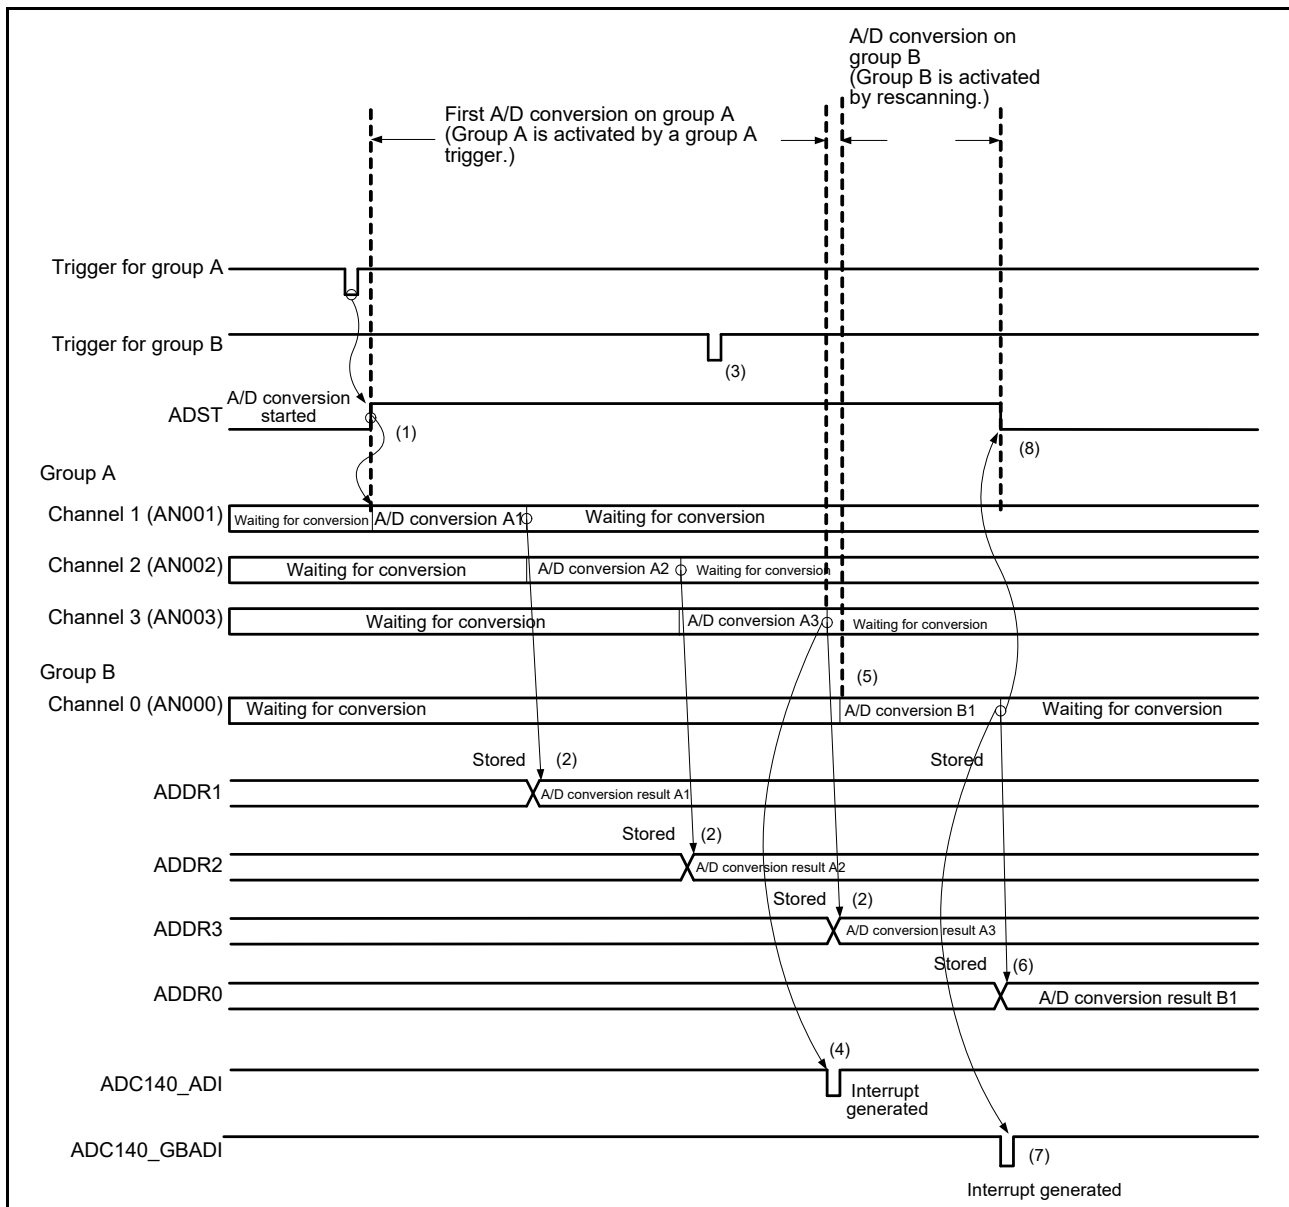 A/D conversion on
group B
(Group B is activated
by rescanning.)
First A/D conversion on group A
(Group A is activated by a group A
trigger.)
Trigger for group A
Trigger for group B
(3)
A/D conversion
started
ADST
(1)
(8)
Group A
Channel 1 (AN001)
Waiting for conversion
A/D conversion A1
Waiting for conversion
Channel 2 (AN002)
Waiting for conversion
A/D conversion A2
Waiting for conversion
Channel 3 (AN003)
Waiting for conversion
A/D conversion A3
Waiting for conversion
Group B
(5)
Channel 0 (AN000)
Waiting for conversion
A/D conversion B1
Waiting for conversion
Stored
(2)
Stored
ADDR1
A/D conversion result A1
Stored
(2)
ADDR2
A/D conversion result A2
Stored
(2)
ADDR3
A/D conversion result A3
Stored
(6)
ADDR0
A/D conversion result B1
(4)
ADC140_ADI
Interrupt
generated
ADC140_GBADI
(7)
Interrupt generated